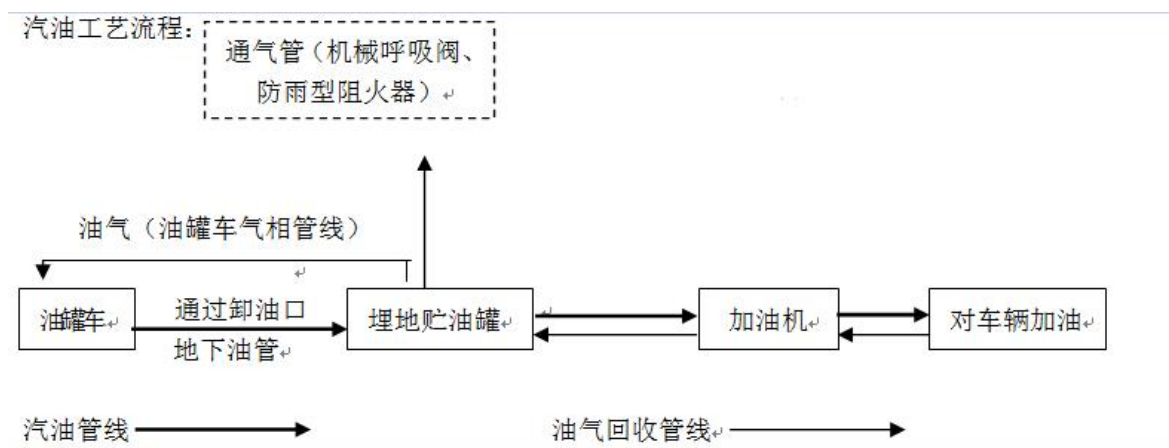 汽油工艺流程：
通气管（机械呼吸阀、
防雨型阻火器）
油气（油罐车气相管线）
油罐车
通过卸油口
地下油管
埋地贮油罐
加油机
对车辆加油
汽油管线
油气回收管线